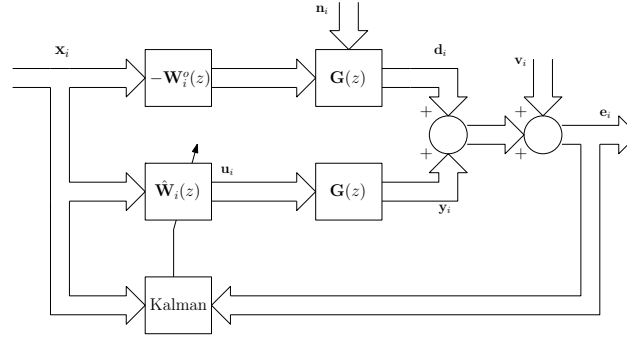 n_i
x_i
-W_i^o(z)
G(z)
d_i
v_i
+
+
e_i
+
+
Ŵ_i(z)
u_i
G(z)
y_i
Kalman